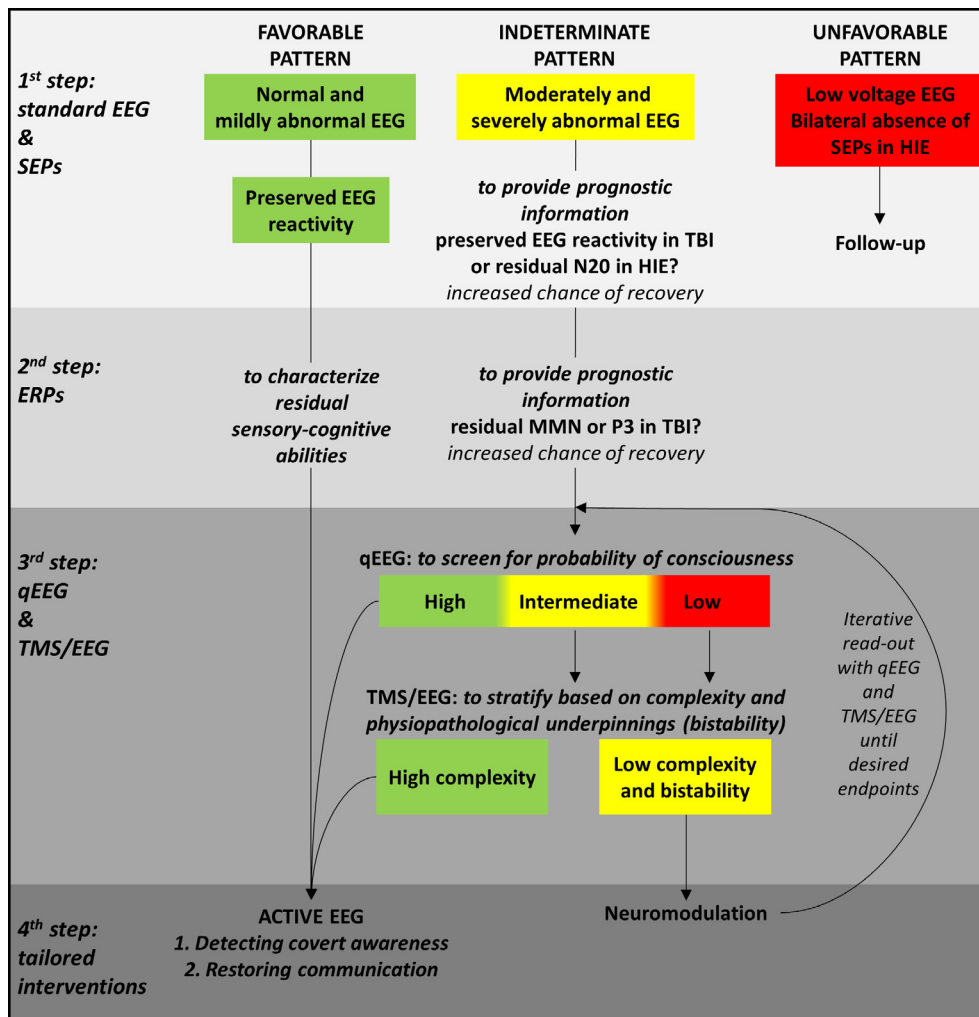 FAVORABLE
PATTERN
INDETERMINATE
PATTERN
UNFAVORABLE
PATTERN
1st step:
standard EEG
&
SEPs
Normal and
mildly abnormal EEG
Moderately and
severely abnormal EEG
Low voltage EEG
Bilateral absence of
SEPs in HIE
Preserved EEG
reactivity
to provide prognostic
information
preserved EEG reactivity in TBI
or residual N20 in HIE?
increased chance of recovery
Follow-up
2nd step:
ERPs
to characterize
residual
sensory-cognitive
abilities
to provide prognostic
information
residual MMN or P3 in TBI?
increased chance of recovery
3rd step:
qEEG
&
TMS/EEG
qEEG: to screen for probability of consciousness
High
Intermediate
Low
TMS/EEG: to stratify based on complexity and
physiopathological underpinnings (bistability)
High complexity
Low complexity
and bistability
Iterative
read-out
with qEEG
and
TMS/EEG
until
desired
endpoints
4th step:
tailored
interventions
ACTIVE EEG
1. Detecting covert awareness
2. Restoring communication
Neuromodulation